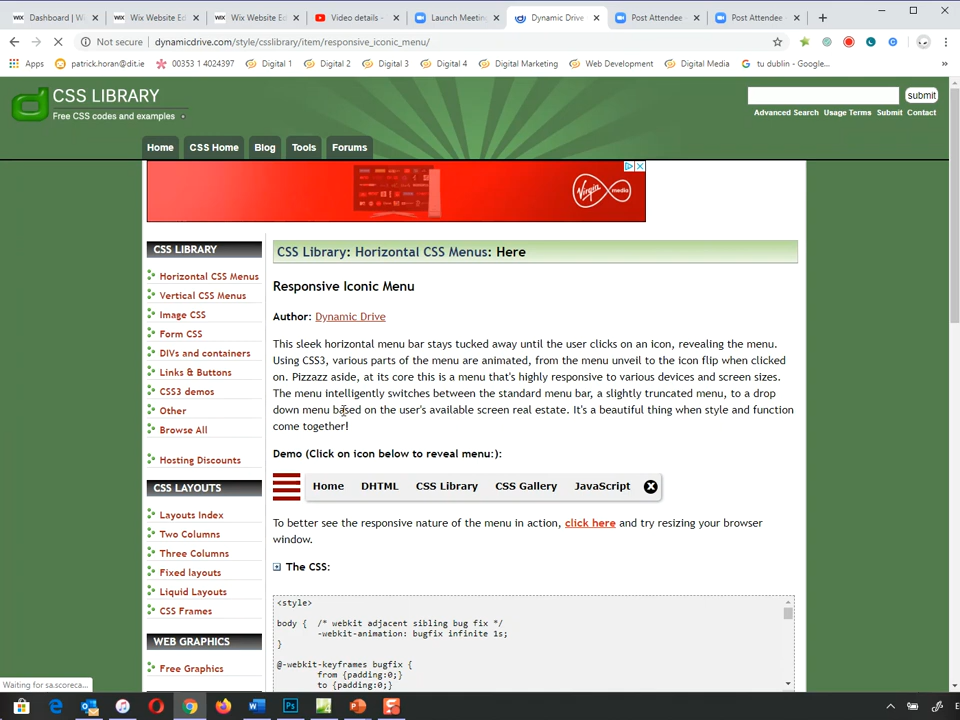 Dashboard | W
Wix Website Ed
Wix Website Ed
Video details -
Launch Meetin
Dynamic Drive
Post Attendee
Post Attendee
Not secure | dynamicdrive.com/style/csslibrary/item/responsive_iconic_menu/
Apps
patrick.horan@dit.ie
00353 1 4024397
Digital 1
Digital 2
Digital 3
Digital 4
Digital Marketing
Web Development
Digital Media
tu dublin - Google...
CSS LIBRARY
Free CSS codes and examples
submit
Advanced Search Usage Terms Submit Contact
Home
CSS Home
Blog
Tools
Forums
Virgin
media
CSS LIBRARY
Horizontal CSS Menus
Vertical CSS Menus
Image CSS
Form CSS
DIVs and containers
Links & Buttons
CSS3 demos
Other
Browse All
Hosting Discounts
CSS LAYOUTS
Layouts Index
Two Columns
Three Columns
Fixed layouts
Liquid Layouts
CSS Frames
WEB GRAPHICS
Free Graphics
CSS Library: Horizontal CSS Menus: Here
Responsive Iconic Menu
Author: Dynamic Drive
This sleek horizontal menu bar stays tucked away until the user clicks on an icon, revealing the menu.
Using CSS3, various parts of the menu are animated, from the menu unveil to the icon flip when clicked
on. Pizzazz aside, at its core this is a menu that's highly responsive to various devices and screen sizes.
The menu intelligently switches between the standard menu bar, a slightly truncated menu, to a drop
down menu based on the user's available screen real estate. It's a beautiful thing when style and function
come together!
Demo (Click on icon below to reveal menu:):
Home DHTML CSS Library CSS Gallery JavaScript
To better see the responsive nature of the menu in action, click here and try resizing your browser
window.
The CSS:
<style>
body { /* webkit adjacent sibling bug fix */
-webkit-animation: bugfix infinite 1s;
}
@-webkit-keyframes bugfix {
from {padding:0;}
to {padding:0;}
Waiting for sa.scoreca...